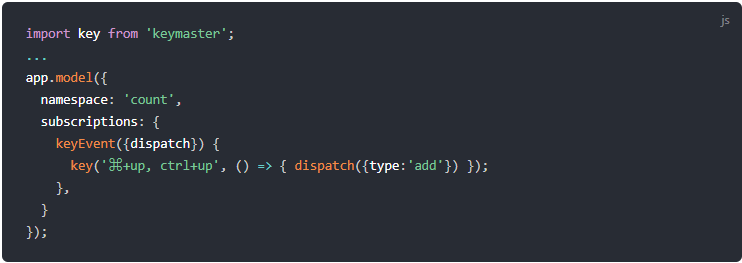 js
import key from 'keymaster';
...
app.model({
  namespace: 'count',
  subscriptions: {
    keyEvent({dispatch}) {
      key('⌘+up, ctrl+up', () => { dispatch({type:'add'}) });
    },
  }
});